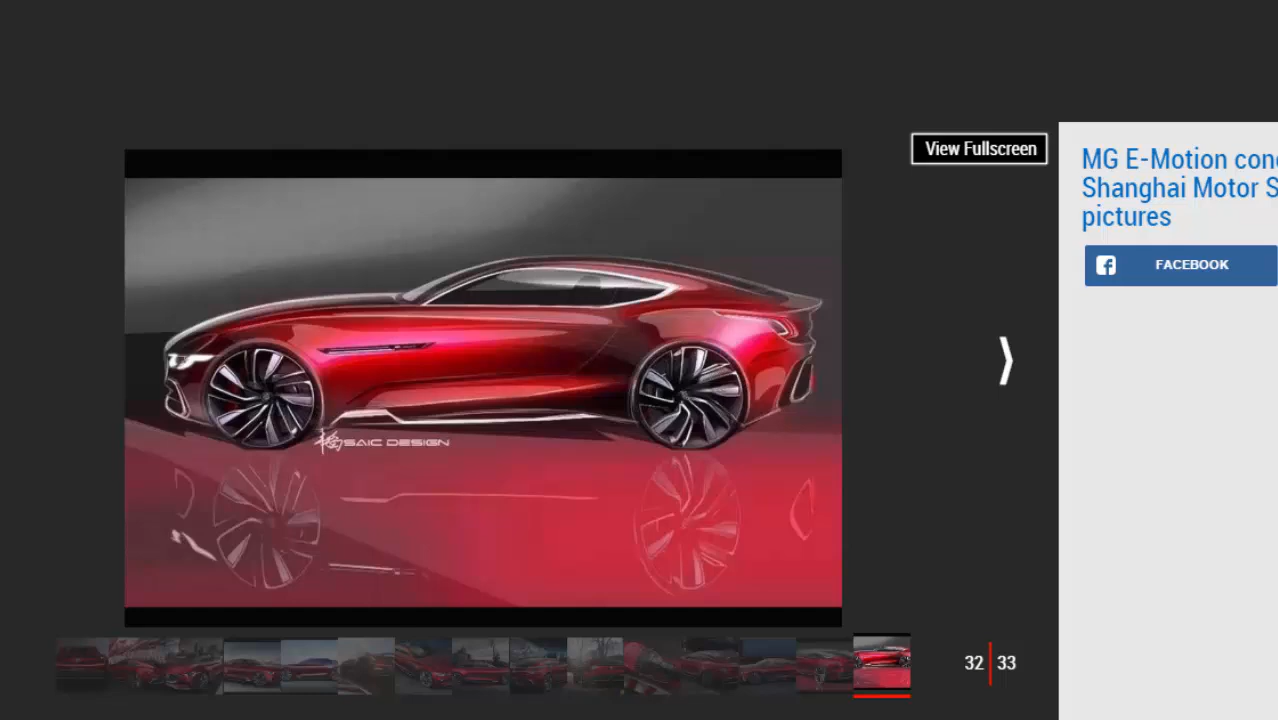 View Fullscreen
MG E-Motion conc
Shanghai Motor S
pictures
FACEBOOK
SAIC DESIGN
32 33